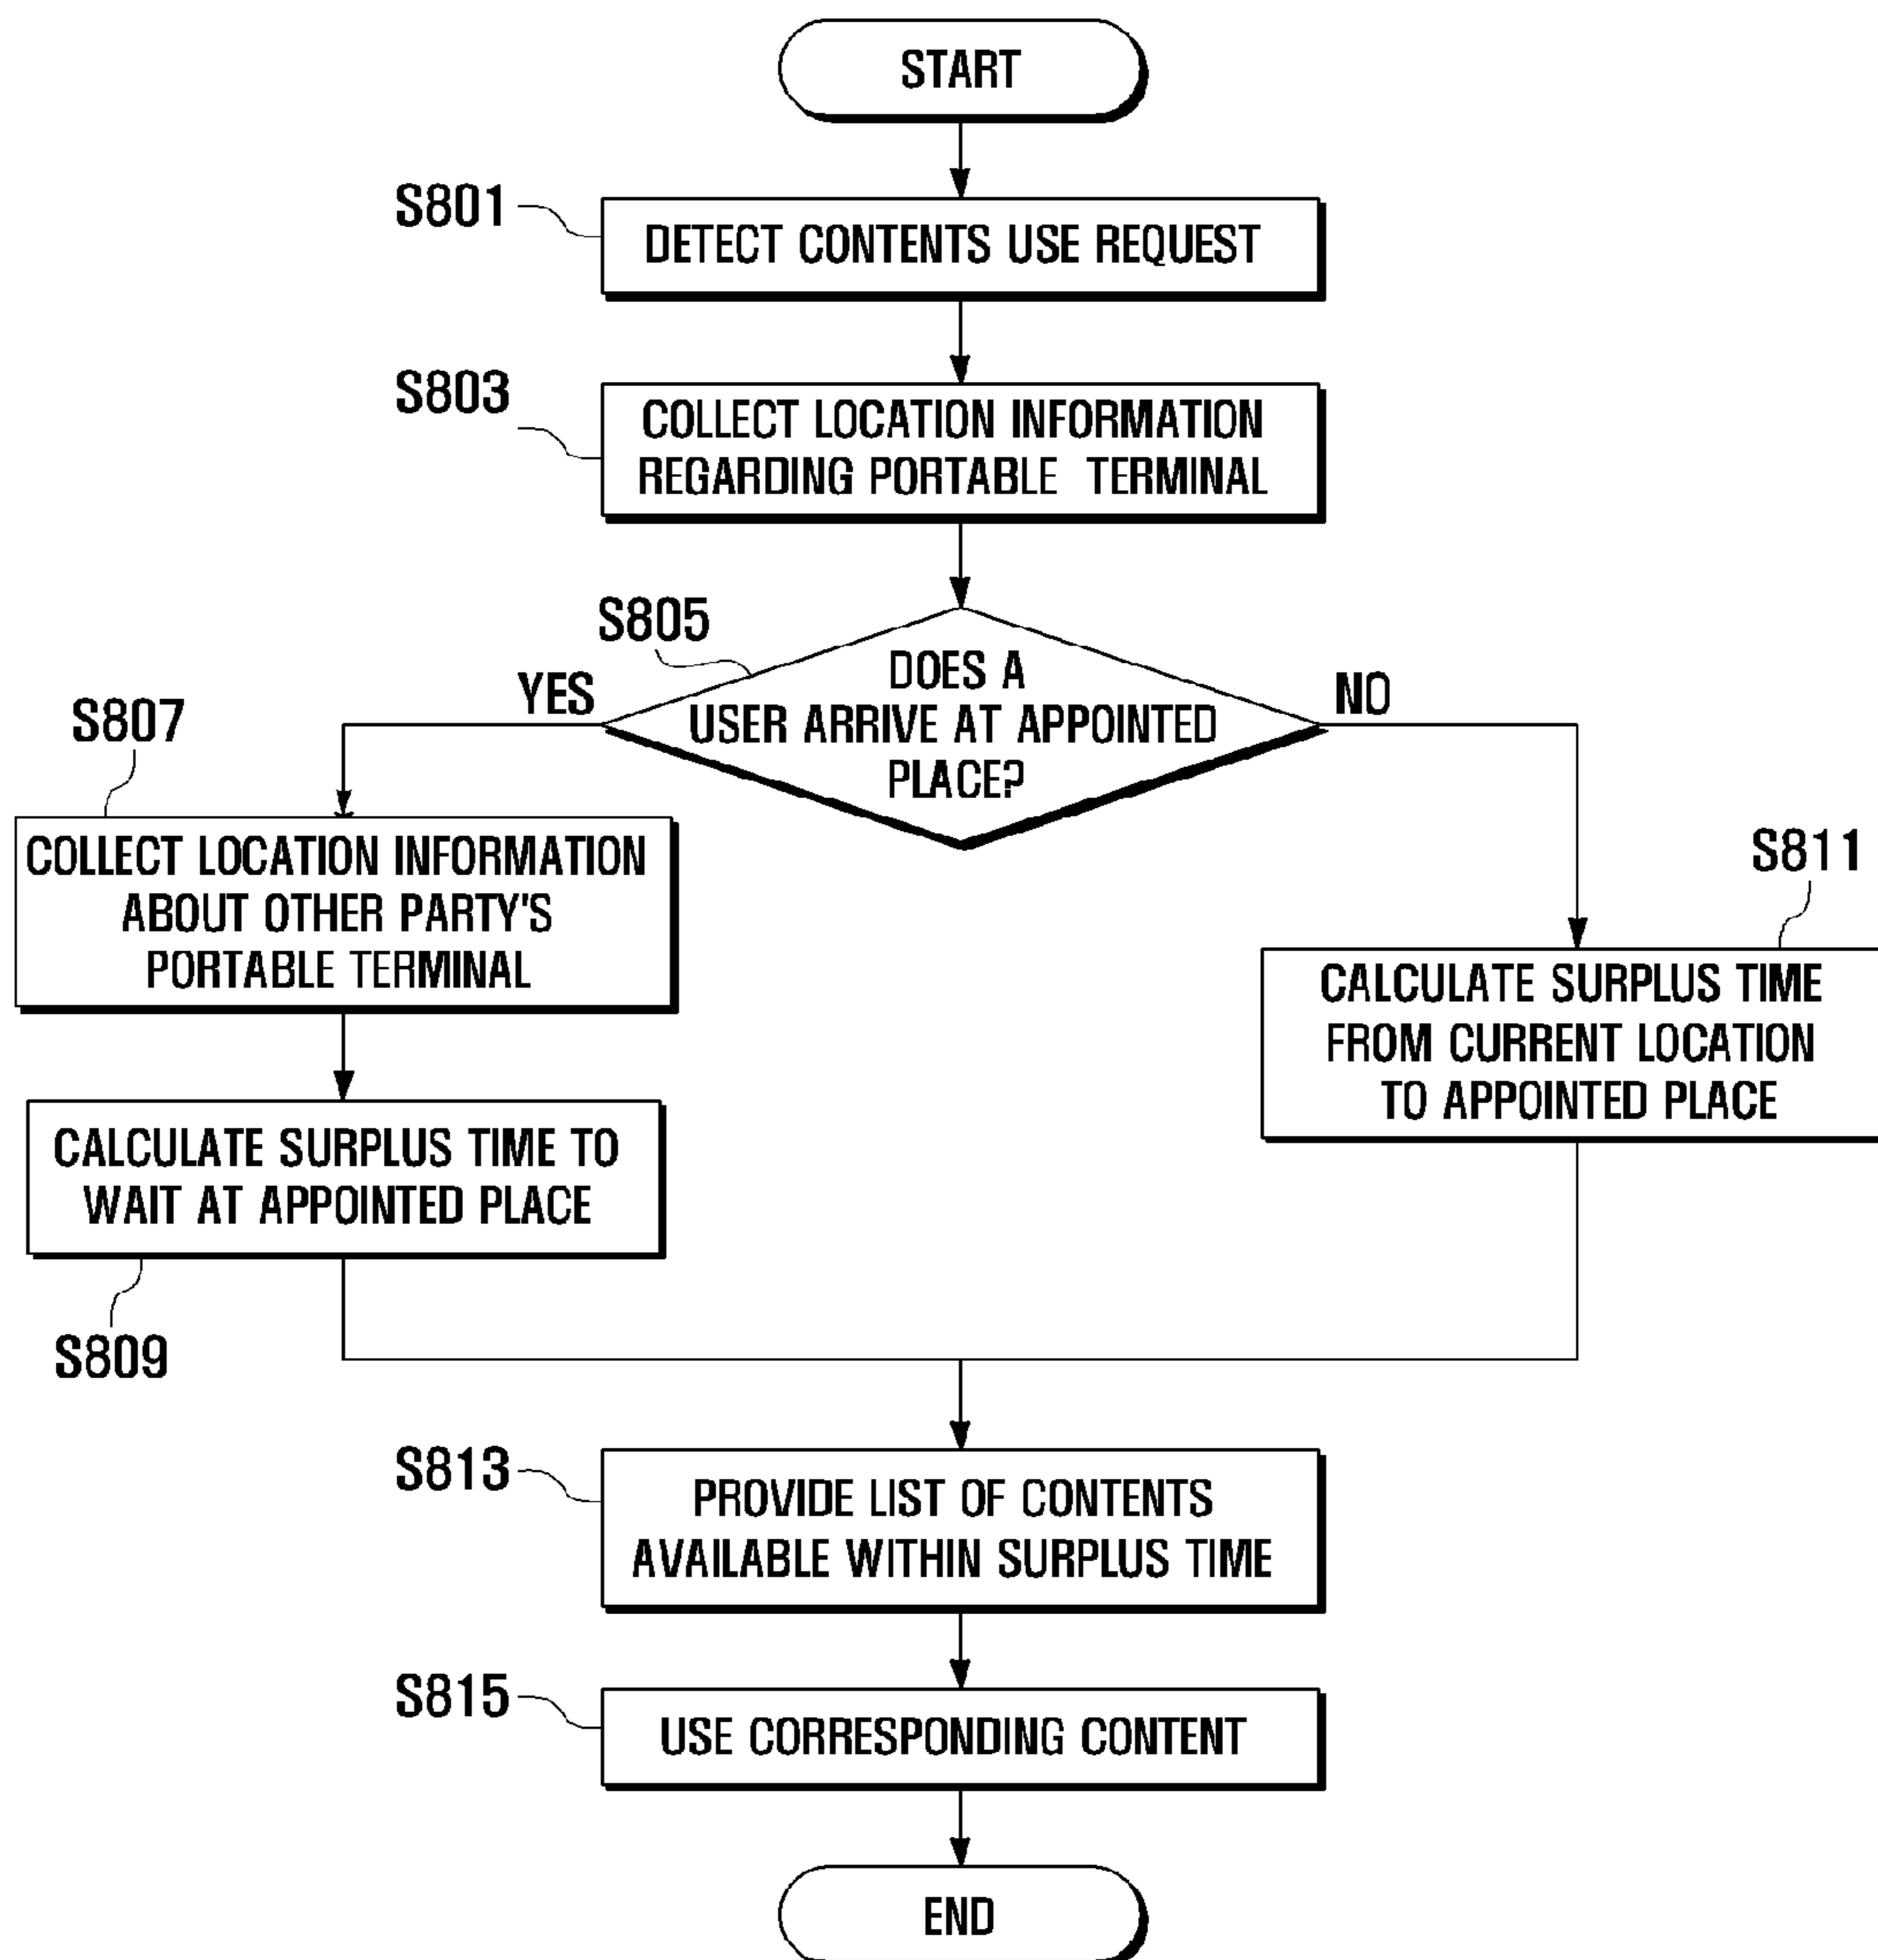 START
S801
DETECT CONTENTS USE REQUEST
S803
COLLECT LOCATION INFORMATION
REGARDING PORTABLE TERMINAL
S805
DOES A
USER ARRIVE AT APPOINTED
PLACE?
YES
NO
S807
COLLECT LOCATION INFORMATION
ABOUT OTHER PARTY'S
PORTABLE TERMINAL
S811
CALCULATE SURPLUS TIME
FROM CURRENT LOCATION
TO APPOINTED PLACE
CALCULATE SURPLUS TIME TO
WAIT AT APPOINTED PLACE
S809
S813
PROVIDE LIST OF CONTENTS
AVAILABLE WITHIN SURPLUS TIME
S815
USE CORRESPONDING CONTENT
END